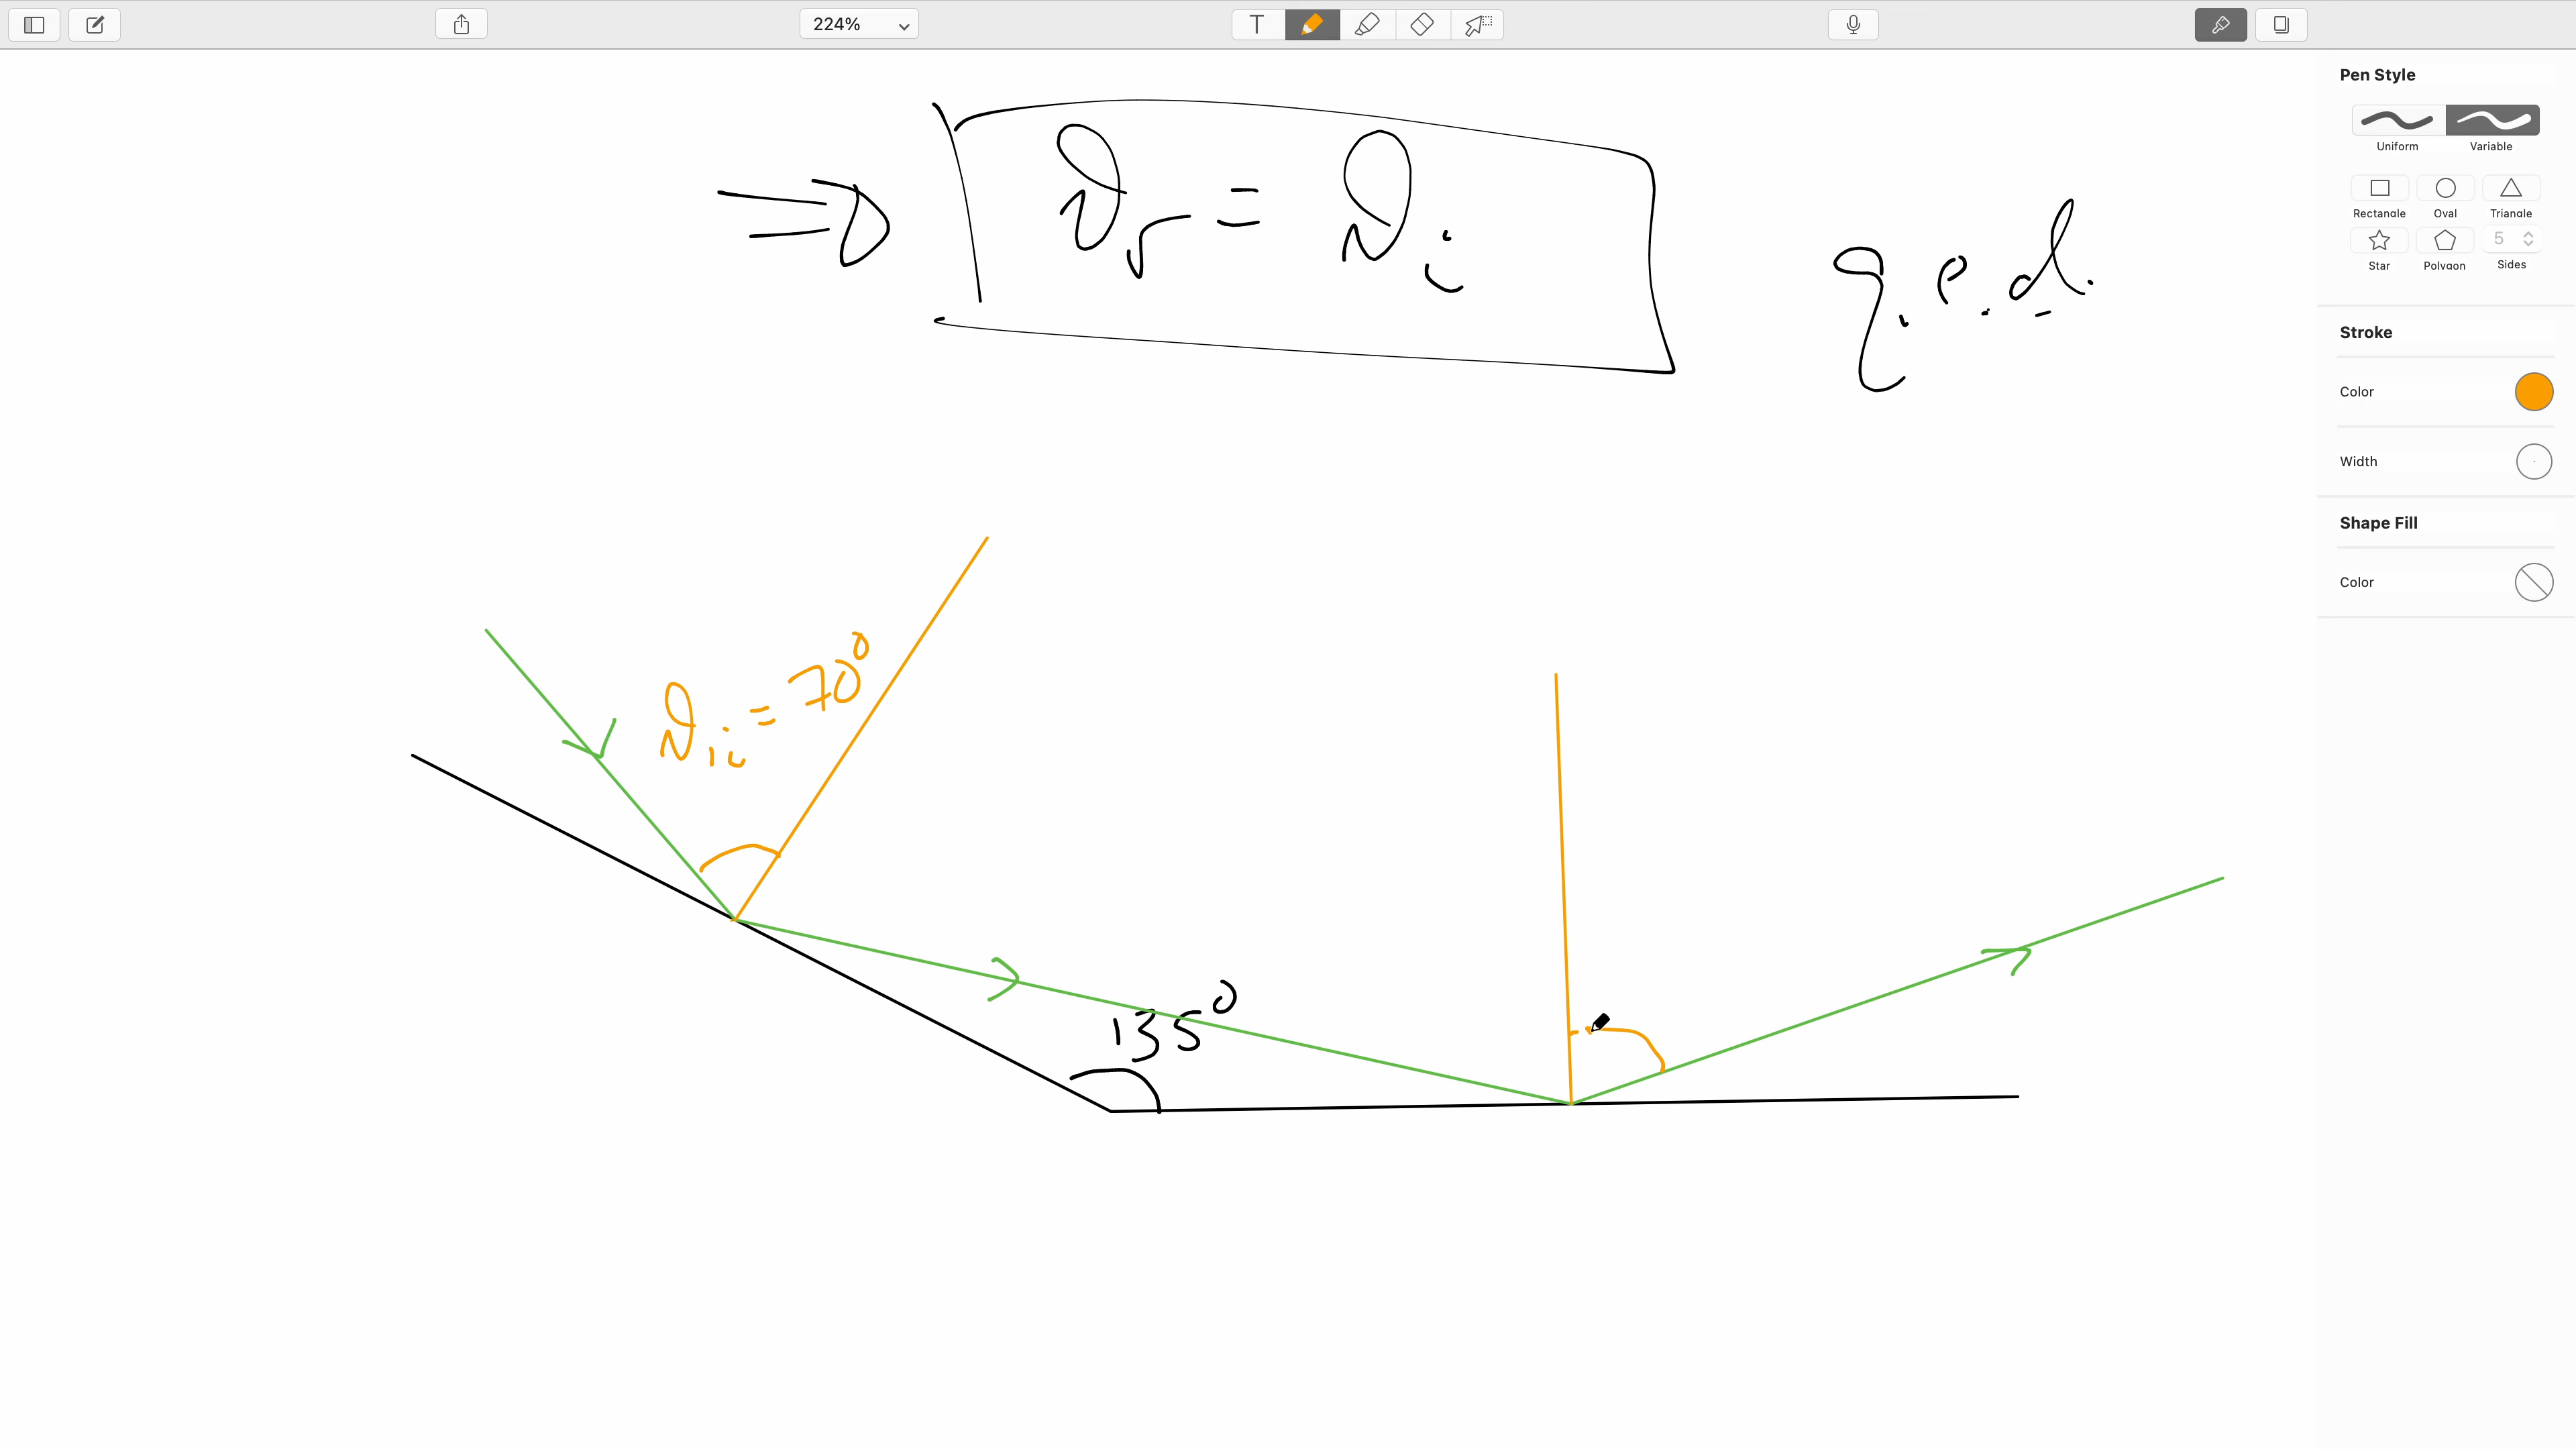 224%
T
Pen Style
Uniform Variable
Rectangle Oval Triangle
5
Star Polygon Sides
Stroke
Color
Width
Shape Fill
Color
⇒ ϑr = ϑi
q.e.d.
ϑ1i = 70°
135°